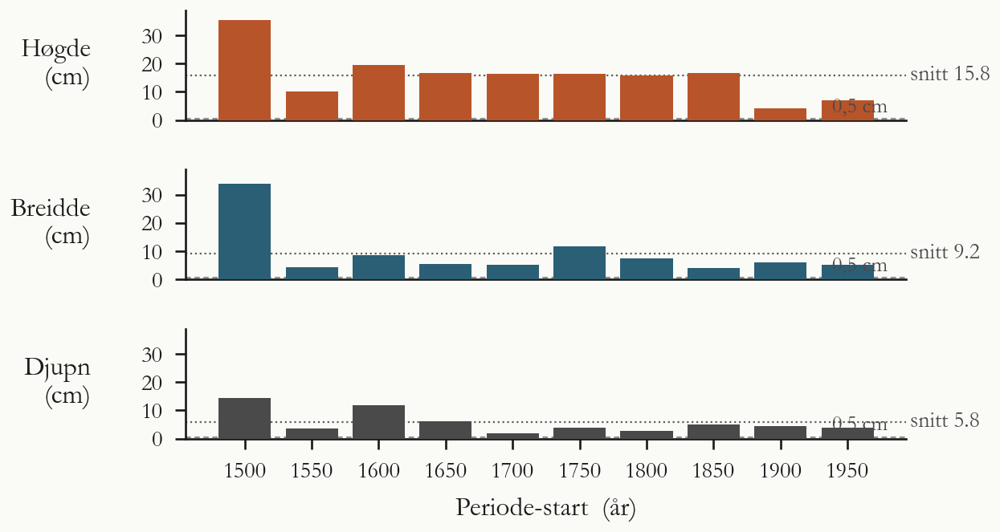 Høgde
(cm)
30
20
10
0
snitt 15.8
0,5 cm
Breidde
(cm)
30
20
10
0
snitt 9.2
0,5 cm
Djupn
(cm)
30
20
10
0
snitt 5.8
0,5 cm
1500 1550 1600 1650 1700 1750 1800 1850 1900 1950
Periode-start (år)